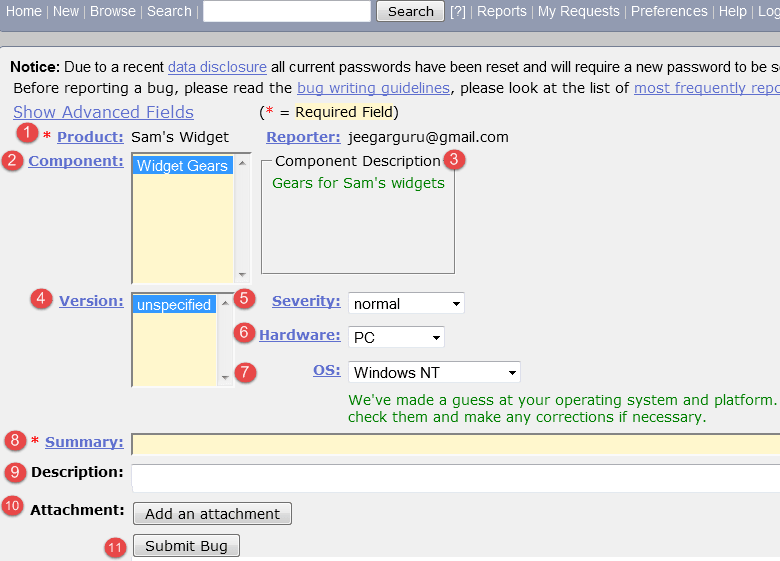 Home | New | Browse | Search | Search [?] | Reports | My Requests | Preferences | Help | Log
Notice: Due to a recent data disclosure all current passwords have been reset and will require a new password to be s
Before reporting a bug, please read the bug writing guidelines, please look at the list of most frequently repo
Show Advanced Fields (* = Required Field)
1 * Product: Sam's Widget Reporter: jeegarguru@gmail.com
2 Component: Widget Gears Component Description 3
Gears for Sam's widgets
4 Version: unspecified 5 Severity: normal
6 Hardware: PC
7 OS: Windows NT
We've made a guess at your operating system and platform.
check them and make any corrections if necessary.
8 * Summary:
9 Description:
10 Attachment: Add an attachment
11 Submit Bug